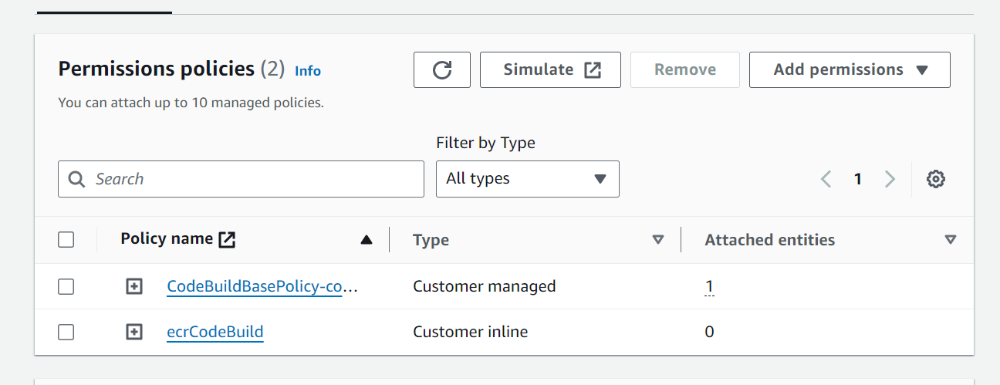 Permissions policies (2) Info
Simulate
Remove
Add permissions
You can attach up to 10 managed policies.
Filter by Type
Search
All types
1
Policy name
Type
Attached entities
CodeBuildBasePolicy-co...
Customer managed
1
ecrCodeBuild
Customer inline
0